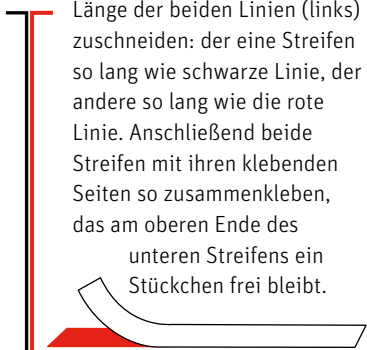 Länge der beiden Linien (links)
zuschneiden: der eine Streifen
so lang wie schwarze Linie, der
andere so lang wie die rote
Linie. Anschließend beide
Streifen mit ihren klebenden
Seiten so zusammenkleben,
das am oberen Ende des
unteren Streifens ein
Stückchen frei bleibt.